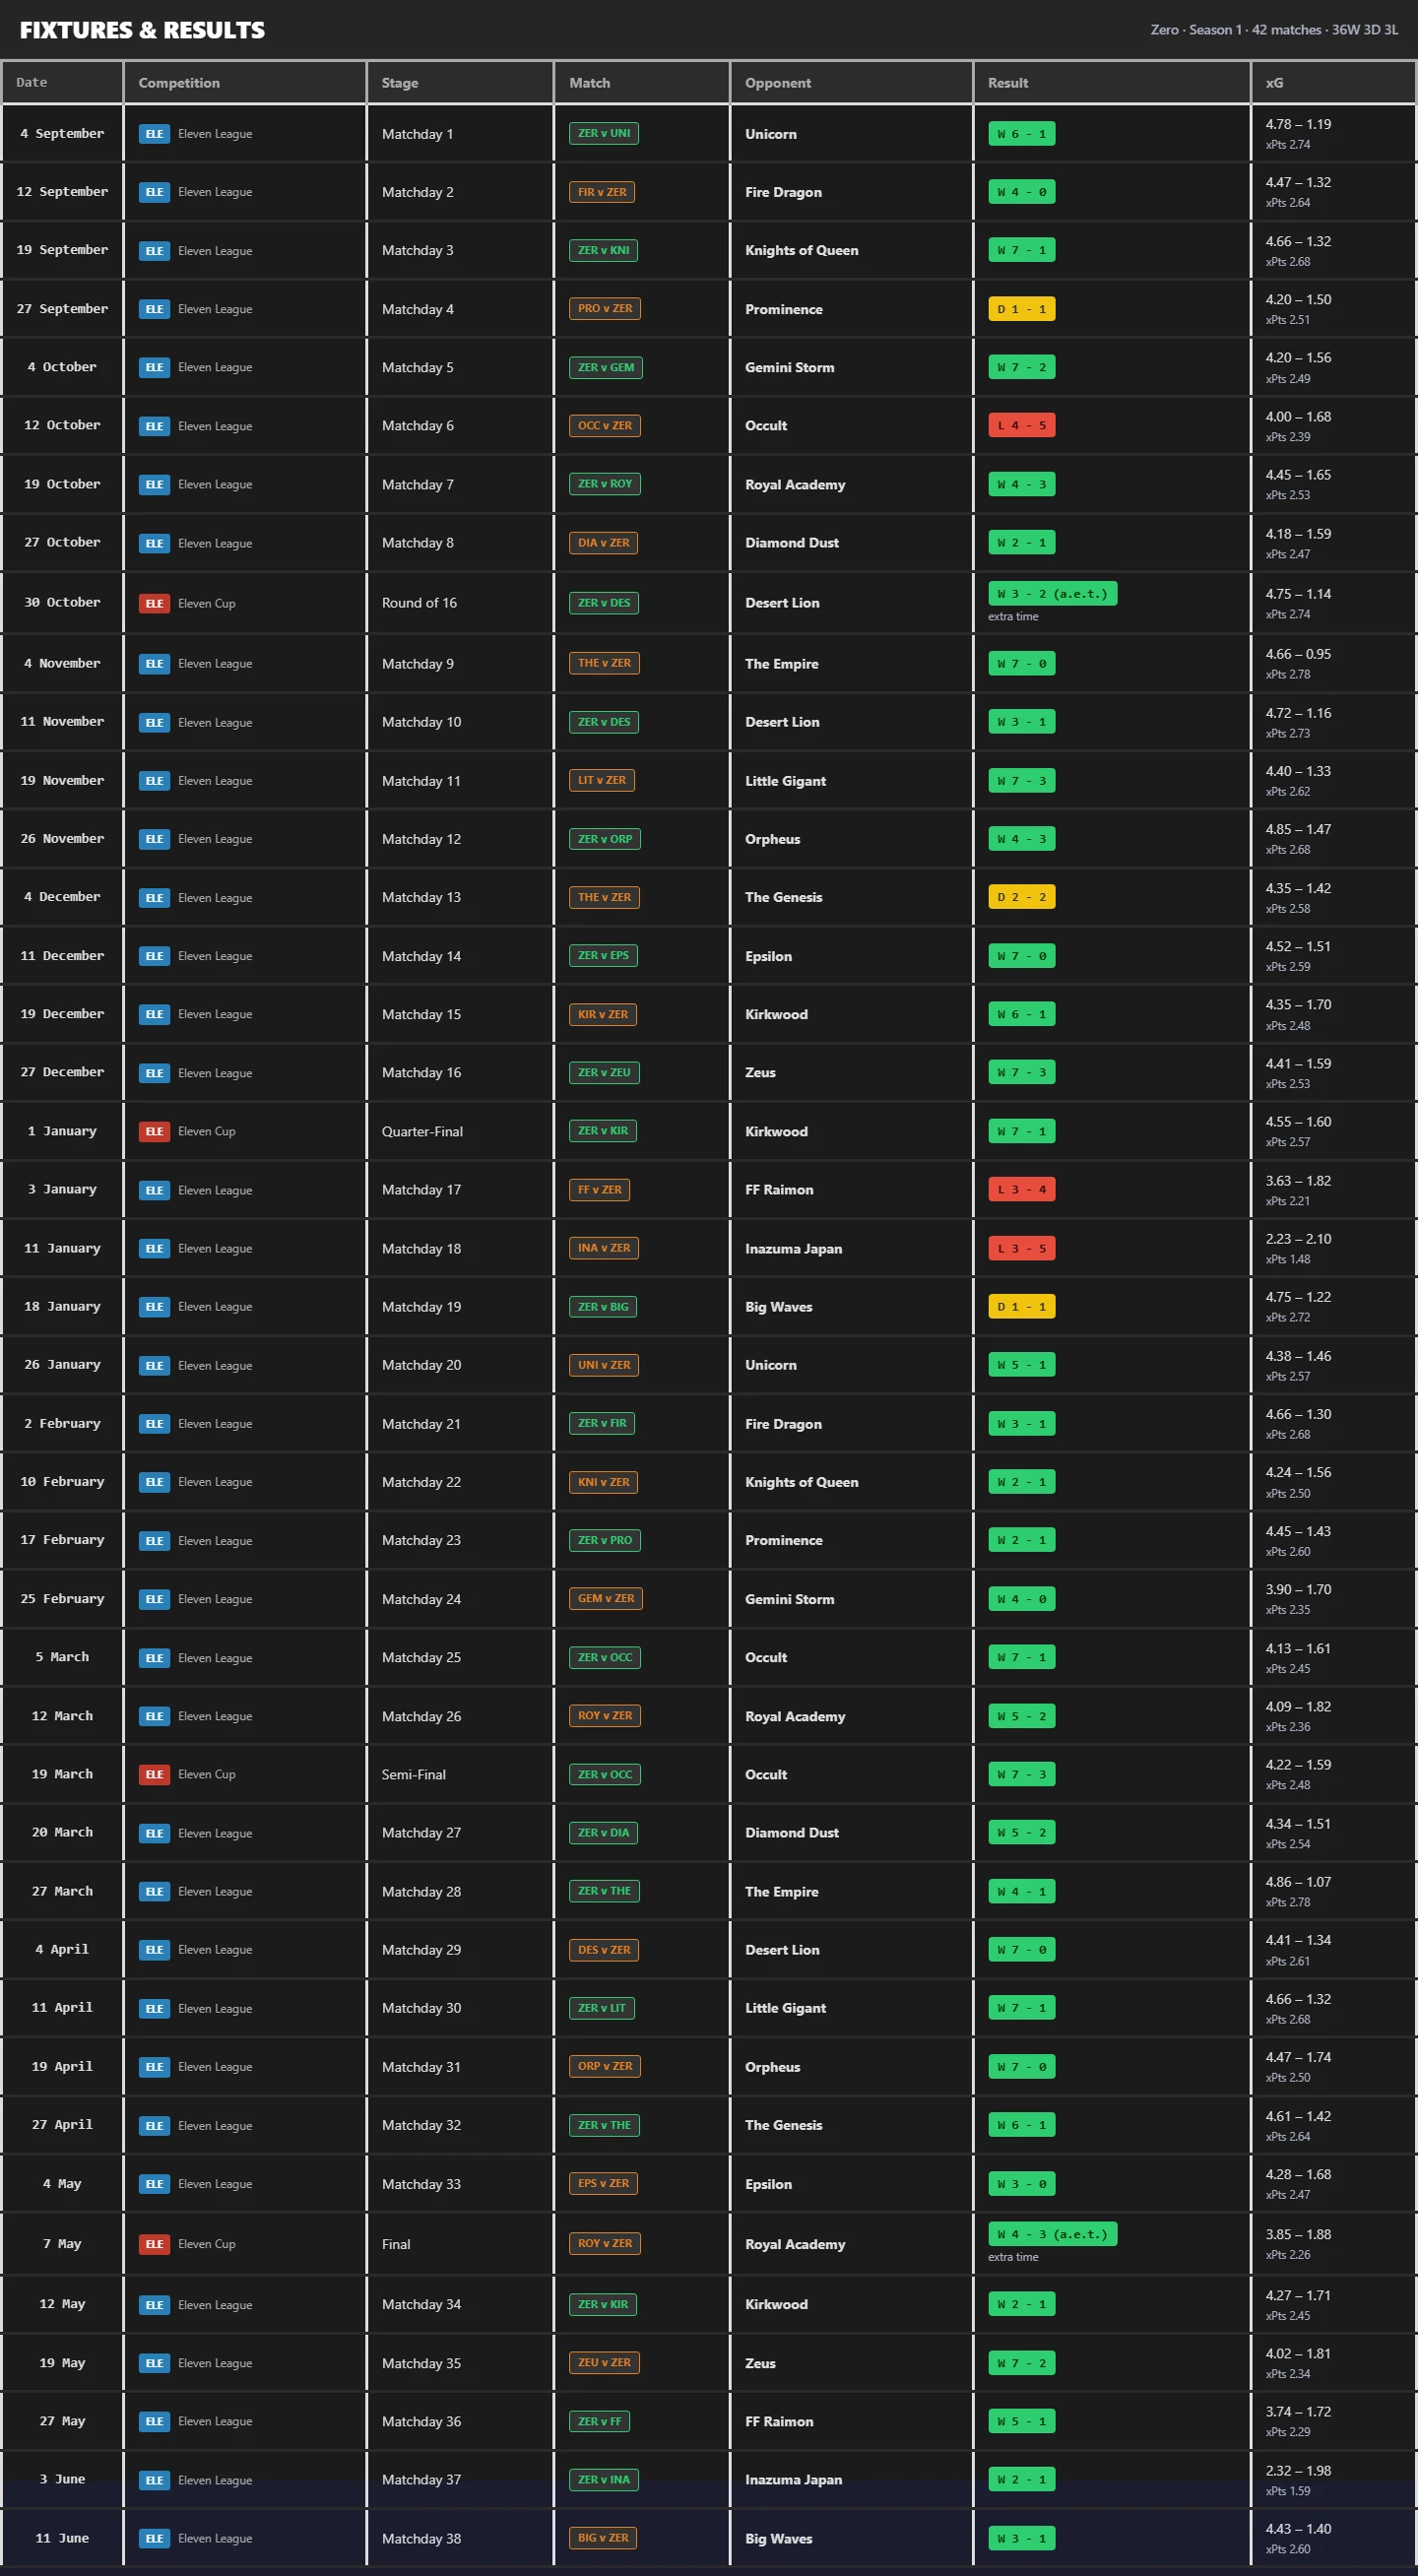 FIXTURES & RESULTS
Zero · Season 1 · 42 matches · 36W 3D 3L
Date Competition Stage Match Opponent Result xG
4 September ELE Eleven League Matchday 1 ZER v UNI Unicorn W 6 - 1 4.78 – 1.19
xPts 2.74
12 September ELE Eleven League Matchday 2 FIR v ZER Fire Dragon W 4 - 0 4.47 – 1.32
xPts 2.64
19 September ELE Eleven League Matchday 3 ZER v KNI Knights of Queen W 7 - 1 4.66 – 1.32
xPts 2.68
27 September ELE Eleven League Matchday 4 PRO v ZER Prominence D 1 - 1 4.20 – 1.50
xPts 2.51
4 October ELE Eleven League Matchday 5 ZER v GEM Gemini Storm W 7 - 2 4.20 – 1.56
xPts 2.49
12 October ELE Eleven League Matchday 6 OCC v ZER Occult L 4 - 5 4.00 – 1.68
xPts 2.39
19 October ELE Eleven League Matchday 7 ZER v ROY Royal Academy W 4 - 3 4.45 – 1.65
xPts 2.53
27 October ELE Eleven League Matchday 8 DIA v ZER Diamond Dust W 2 - 1 4.18 – 1.59
xPts 2.47
30 October ELE Eleven Cup Round of 16 ZER v DES Desert Lion W 3 - 2 (a.e.t.) 4.75 – 1.14
extra time xPts 2.74
4 November ELE Eleven League Matchday 9 THE v ZER The Empire W 7 - 0 4.66 – 0.95
xPts 2.78
11 November ELE Eleven League Matchday 10 ZER v DES Desert Lion W 3 - 1 4.72 – 1.16
xPts 2.73
19 November ELE Eleven League Matchday 11 LIT v ZER Little Gigant W 7 - 3 4.40 – 1.33
xPts 2.62
26 November ELE Eleven League Matchday 12 ZER v ORP Orpheus W 4 - 3 4.85 – 1.47
xPts 2.68
4 December ELE Eleven League Matchday 13 THE v ZER The Genesis D 2 - 2 4.35 – 1.42
xPts 2.58
11 December ELE Eleven League Matchday 14 ZER v EPS Epsilon W 7 - 0 4.52 – 1.51
xPts 2.59
19 December ELE Eleven League Matchday 15 KIR v ZER Kirkwood W 6 - 1 4.35 – 1.70
xPts 2.48
27 December ELE Eleven League Matchday 16 ZER v ZEU Zeus W 7 - 3 4.41 – 1.59
xPts 2.53
1 January ELE Eleven Cup Quarter-Final ZER v KIR Kirkwood W 7 - 1 4.55 – 1.60
xPts 2.57
3 January ELE Eleven League Matchday 17 FF v ZER FF Raimon L 3 - 4 3.63 – 1.82
xPts 2.21
11 January ELE Eleven League Matchday 18 INA v ZER Inazuma Japan L 3 - 5 2.23 – 2.10
xPts 1.48
18 January ELE Eleven League Matchday 19 ZER v BIG Big Waves D 1 - 1 4.75 – 1.22
xPts 2.72
26 January ELE Eleven League Matchday 20 UNI v ZER Unicorn W 5 - 1 4.38 – 1.46
xPts 2.57
2 February ELE Eleven League Matchday 21 ZER v FIR Fire Dragon W 3 - 1 4.66 – 1.30
xPts 2.68
10 February ELE Eleven League Matchday 22 KNI v ZER Knights of Queen W 2 - 1 4.24 – 1.56
xPts 2.50
17 February ELE Eleven League Matchday 23 ZER v PRO Prominence W 2 - 1 4.45 – 1.43
xPts 2.60
25 February ELE Eleven League Matchday 24 GEM v ZER Gemini Storm W 4 - 0 3.90 – 1.70
xPts 2.35
5 March ELE Eleven League Matchday 25 ZER v OCC Occult W 7 - 1 4.13 – 1.61
xPts 2.45
12 March ELE Eleven League Matchday 26 ROY v ZER Royal Academy W 5 - 2 4.09 – 1.82
xPts 2.36
19 March ELE Eleven Cup Semi-Final ZER v OCC Occult W 7 - 3 4.22 – 1.59
xPts 2.48
20 March ELE Eleven League Matchday 27 ZER v DIA Diamond Dust W 5 - 2 4.34 – 1.51
xPts 2.54
27 March ELE Eleven League Matchday 28 ZER v THE The Empire W 4 - 1 4.86 – 1.07
xPts 2.78
4 April ELE Eleven League Matchday 29 DES v ZER Desert Lion W 7 - 0 4.41 – 1.34
xPts 2.61
11 April ELE Eleven League Matchday 30 ZER v LIT Little Gigant W 7 - 1 4.66 – 1.32
xPts 2.68
19 April ELE Eleven League Matchday 31 ORP v ZER Orpheus W 7 - 0 4.47 – 1.74
xPts 2.50
27 April ELE Eleven League Matchday 32 ZER v THE The Genesis W 6 - 1 4.61 – 1.42
xPts 2.64
4 May ELE Eleven League Matchday 33 EPS v ZER Epsilon W 3 - 0 4.28 – 1.68
xPts 2.47
7 May ELE Eleven Cup Final ROY v ZER Royal Academy W 4 - 3 (a.e.t.) 3.85 – 1.88
extra time xPts 2.26
12 May ELE Eleven League Matchday 34 ZER v KIR Kirkwood W 2 - 1 4.27 – 1.71
xPts 2.45
19 May ELE Eleven League Matchday 35 ZEU v ZER Zeus W 7 - 2 4.02 – 1.81
xPts 2.34
27 May ELE Eleven League Matchday 36 ZER v FF FF Raimon W 5 - 1 3.74 – 1.72
xPts 2.29
3 June ELE Eleven League Matchday 37 ZER v INA Inazuma Japan W 2 - 1 2.32 – 1.98
xPts 1.59
11 June ELE Eleven League Matchday 38 BIG v ZER Big Waves W 3 - 1 4.43 – 1.40
xPts 2.60